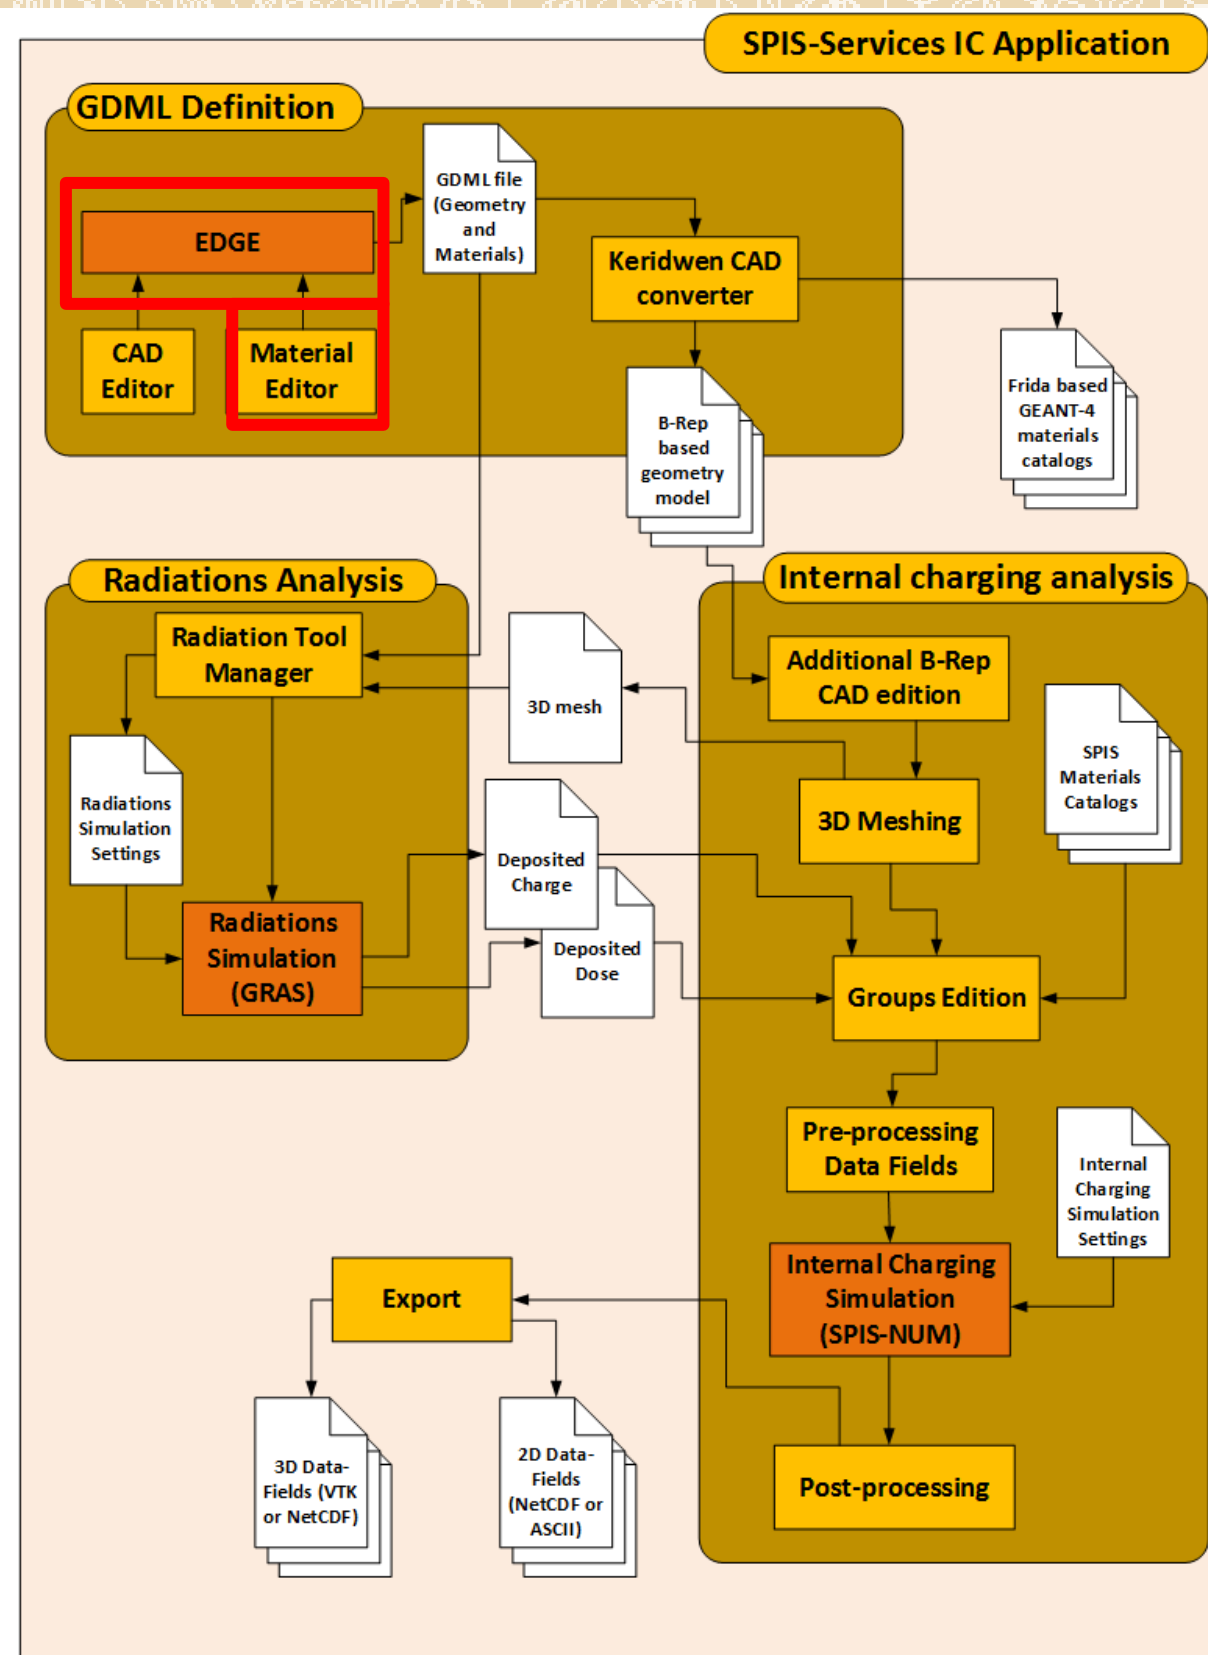 SPIS-Services IC Application
GDML Definition
GDML file
(Geometry
and
Materials)
EDGE
Keridwen CAD
converter
CAD
Editor
Material
Editor
Frida based
GEANT-4
materials
catalogs
B-Rep
based
geometry
model
Radiations Analysis
Internal charging analysis
Radiation Tool
Manager
3D mesh
Additional B-Rep
CAD edition
SPIS
Materials
Catalogs
Radiations
Simulation
Settings
3D Meshing
Deposited
Charge
Radiations
Simulation
(GRAS)
Deposited
Dose
Groups Edition
Pre-processing
Data Fields
Internal
Charging
Simulation
Settings
Internal Charging
Simulation
(SPIS-NUM)
Export
3D Data-
Fields (VTK
or NetCDF)
2D Data-
Fields
(NetCDF or
ASCII)
Post-processing